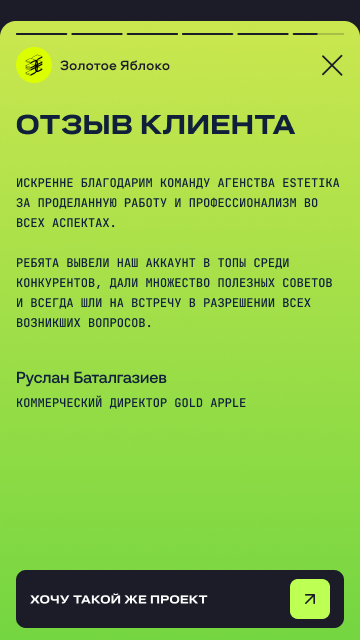 Золотое Яблоко
ОТЗЫВ КЛИЕНТА
ИСКРЕННЕ БЛАГОДАРИМ КОМАНДУ АГЕНСТВА ESTETIKA
ЗА ПРОДЕЛАННУЮ РАБОТУ И ПРОФЕССИОНАЛИЗМ ВО
ВСЕХ АСПЕКТАХ.
РЕБЯТА ВЫВЕЛИ НАШ АККАУНТ В ТОПЫ СРЕДИ
КОНКУРЕНТОВ, ДАЛИ МНОЖЕСТВО ПОЛЕЗНЫХ СОВЕТОВ
И ВСЕГДА ШЛИ НА ВСТРЕЧУ В РАЗРЕШЕНИИ ВСЕХ
ВОЗНИКШИХ ВОПРОСОВ.
Руслан Баталгазиев
КОММЕРЧЕСКИЙ ДИРЕКТОР GOLD APPLE
ХОЧУ ТАКОЙ ЖЕ ПРОЕКТ